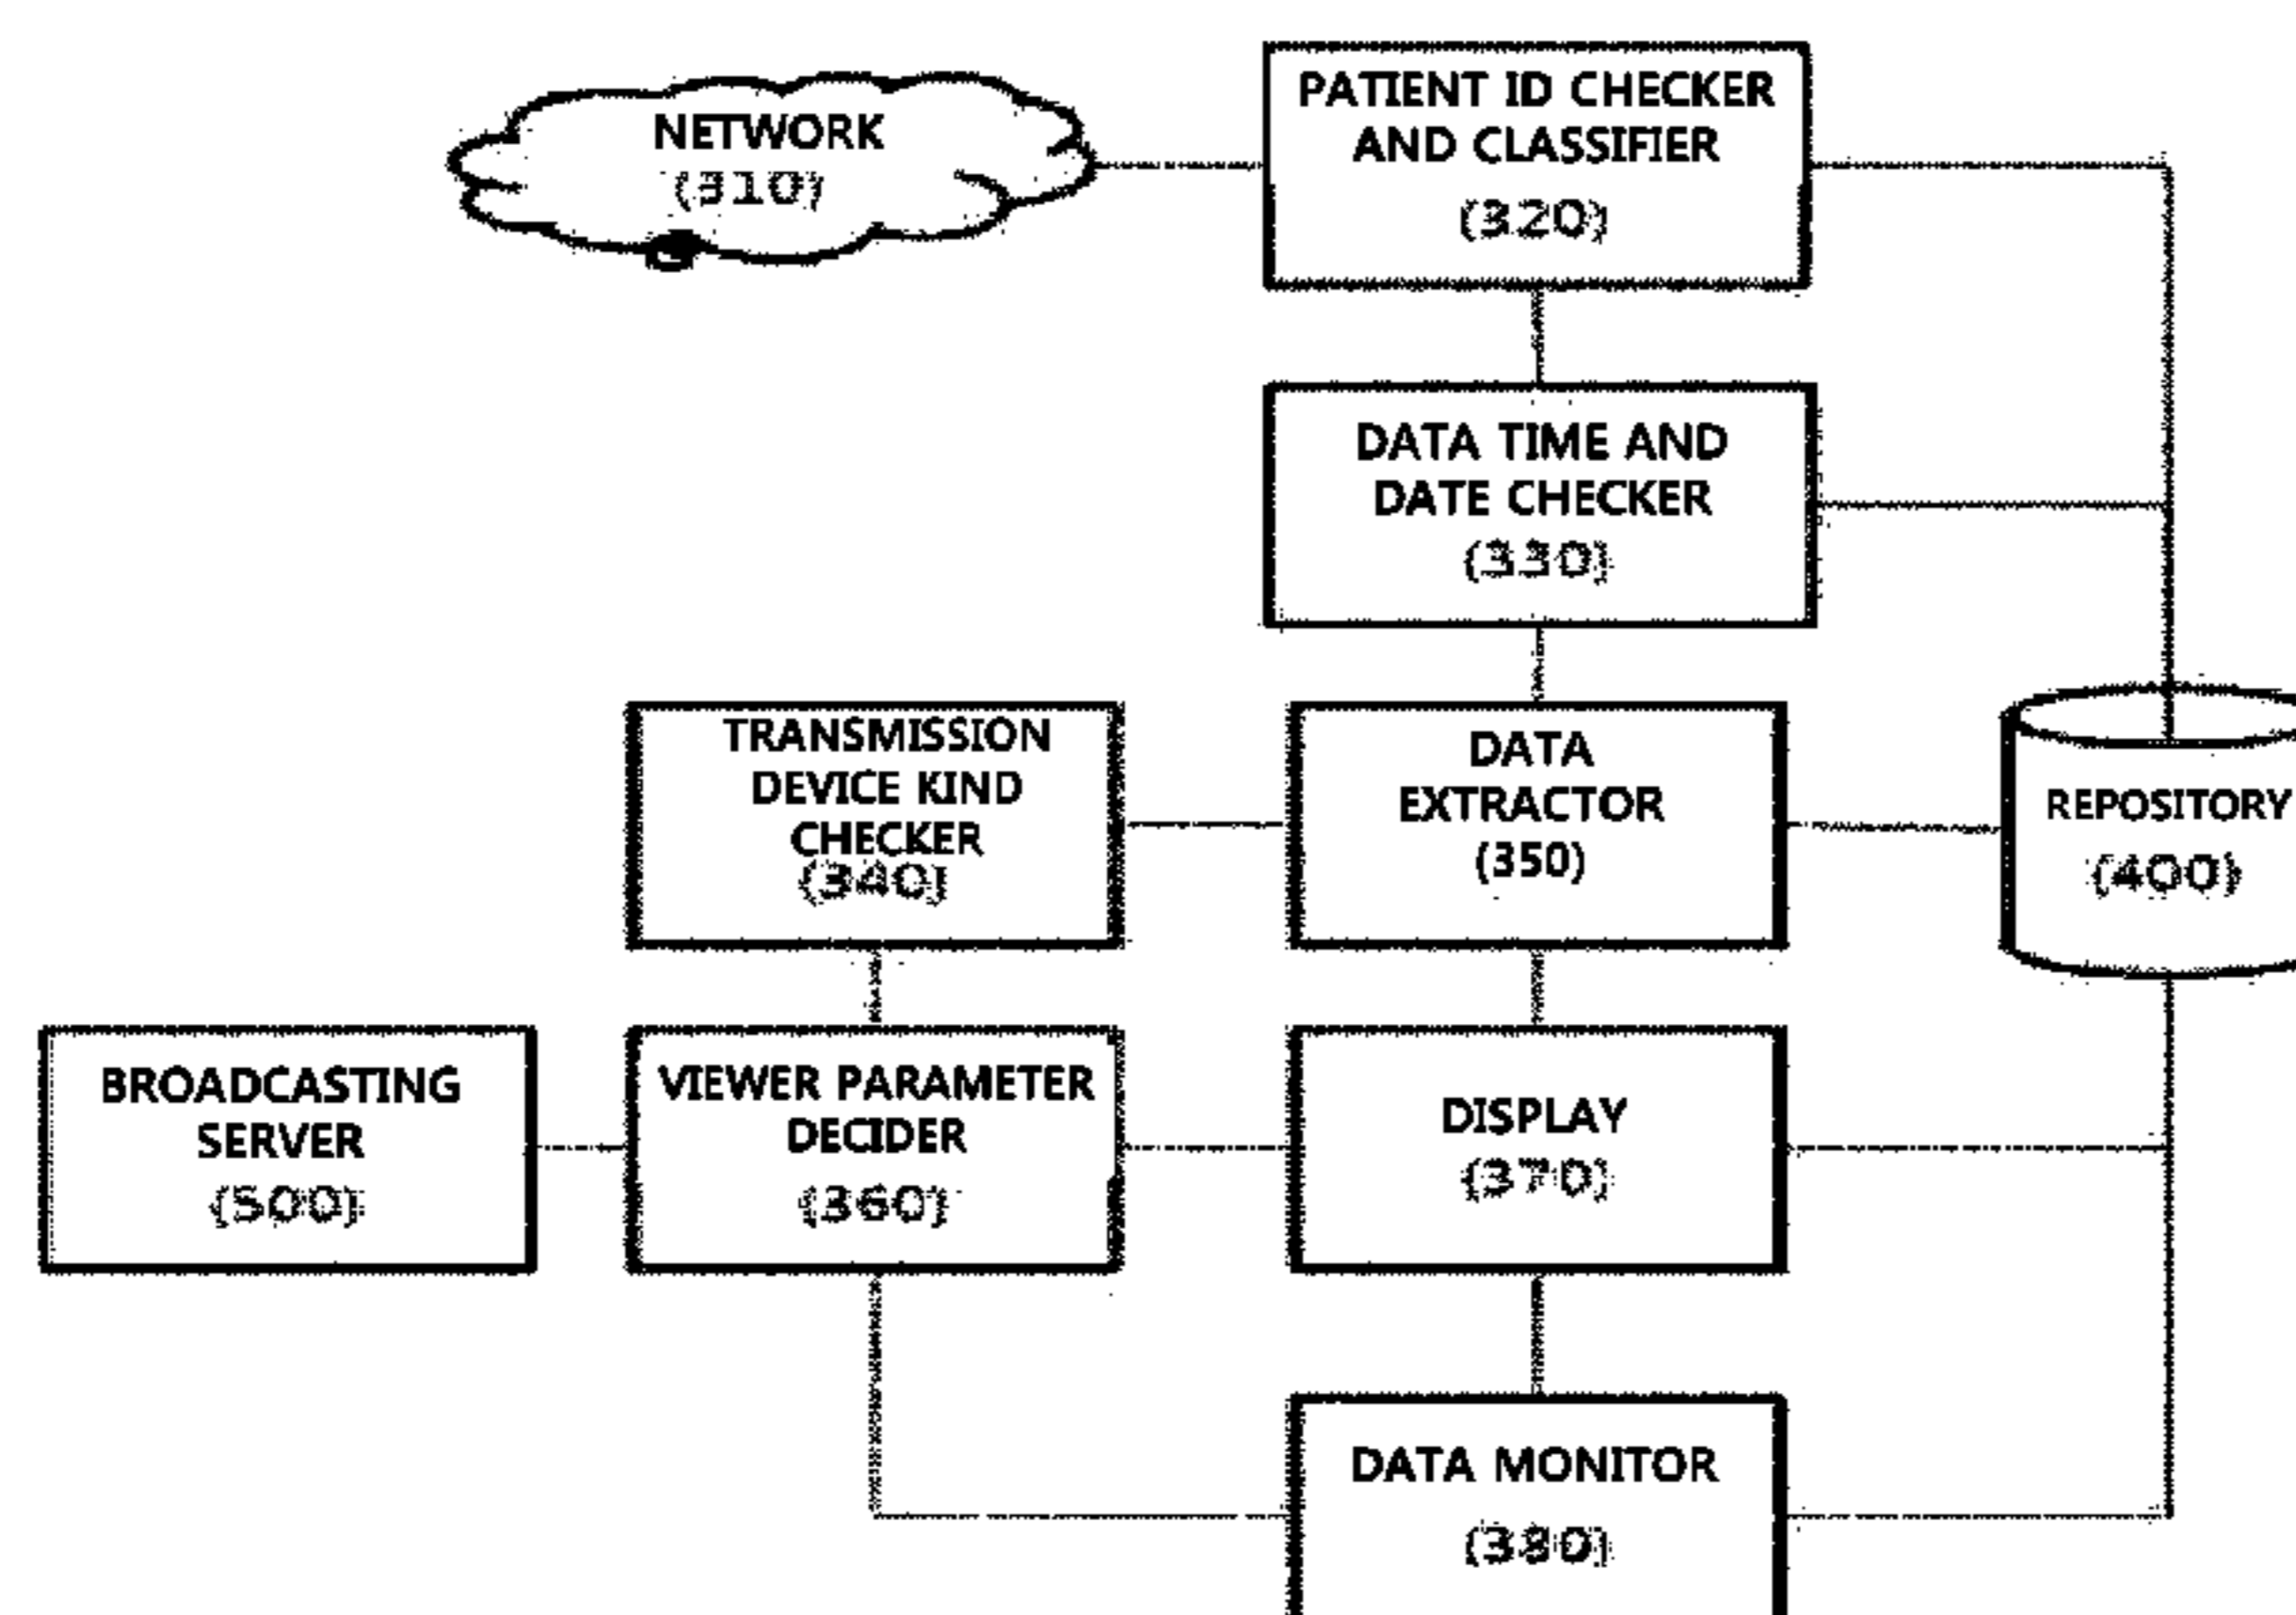 NETWORK
(310)
PATIENT ID CHECKER
AND CLASSIFIER
(320)
DATA TIME AND
DATE CHECKER
(330)
TRANSMISSION
DEVICE KIND
CHECKER
(340)
DATA
EXTRACTOR
(350)
REPOSITORY
(400)
BROADCASTING
SERVER
(500)
VIEWER PARAMETER
DECIDER
(360)
DISPLAY
(370)
DATA MONITOR
(380)